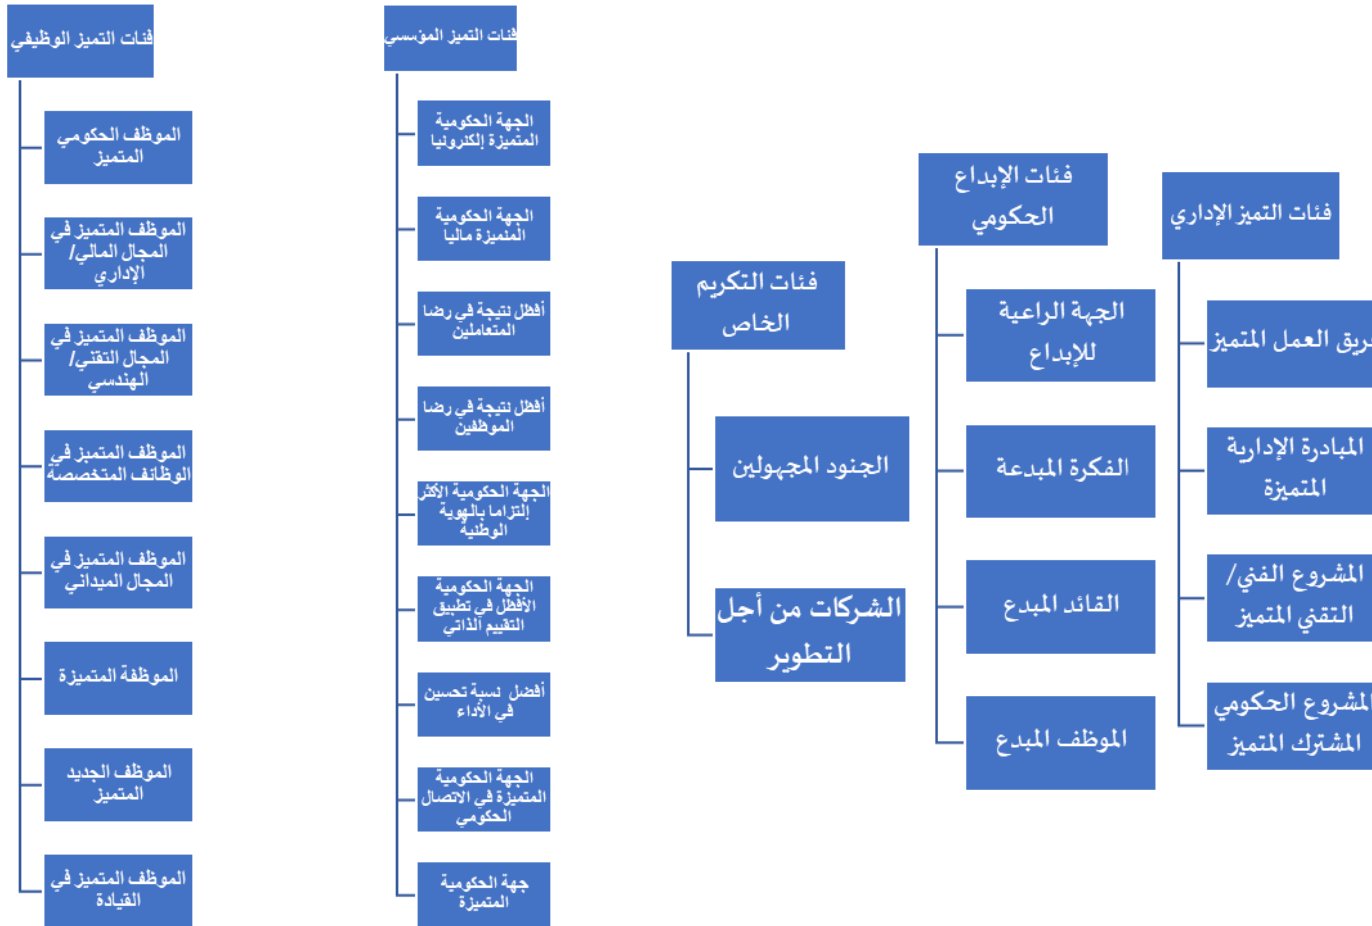 فئات التميز الإداري
فريق العمل المتميز
المبادرة الإدارية
المتميزة
المشروع الفني/
التقني المتميز
المشروع الحكومي
المشترك المتميز
فئات الإبداع
الحكومي
الجهة الراعية
للإبداع
الفكرة المبدعة
القائد المبدع
الموظف المبدع
فئات التكريم
الخاص
الجنود المجهولين
الشركات من أجل
التطوير
فئات التميز المؤسسي
الجهة الحكومية
المتميزة إلكترونيا
الجهة الحكومية
المتميزة ماليا
أفضل نتيجة في رضا
المتعاملين
أفضل نتيجة في رضا
الموظفين
الجهة الحكومية الأكثر
إلتزاما بالهوية
الوطنية
الجهة الحكومية
الأفضل في تطبيق
التقييم الذاتي
أفضل نسبة تحسين
في الأداء
الجهة الحكومية
المتميزة في الاتصال
الحكومي
جهة الحكومية
المتميزة
فئات التميز الوظيفي
الموظف الحكومي
المتميز
الموظف المتميز في
المجال المالي/
الإداري
الموظف المتميز في
المجال التقني/
الهندسي
الموظف المتميز في
الوظائف المتخصصة
الموظف المتميز في
المجال الميداني
الموظفة المتميزة
الموظف الجديد
المتميز
الموظف المتميز في
القيادة